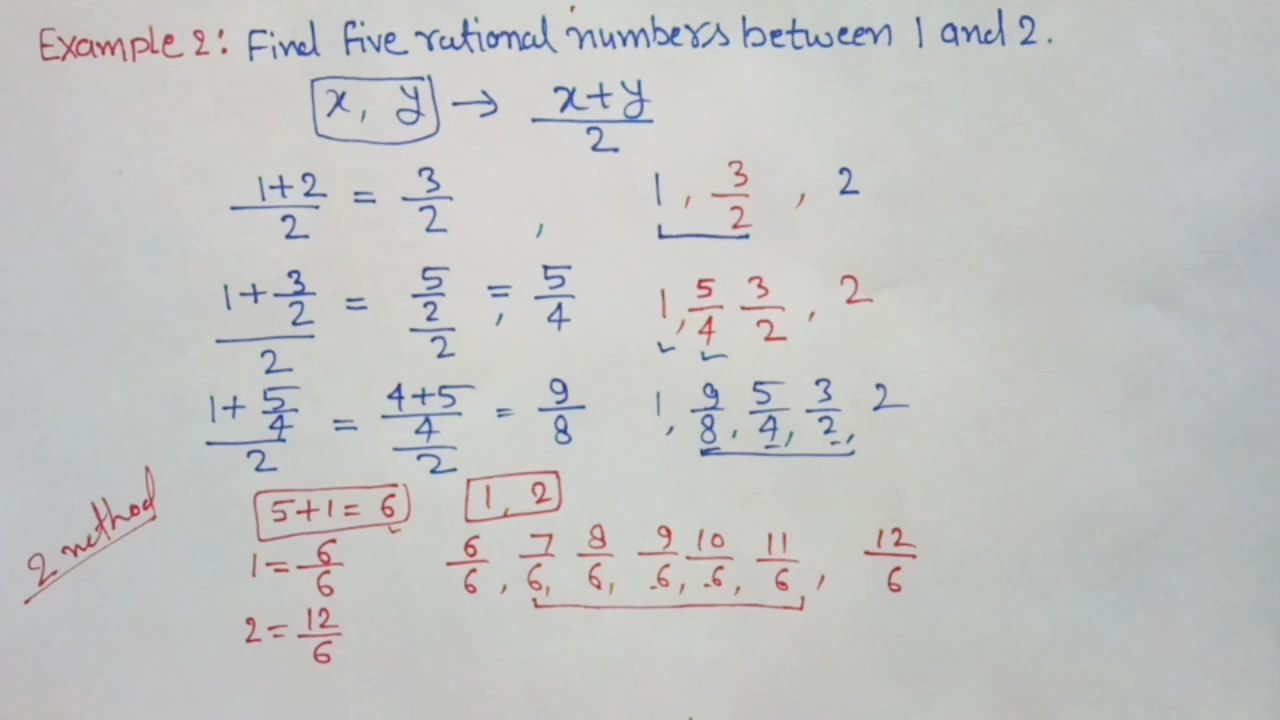 Example 2: Find five rational numbers between 1 and 2.
x, y → x+y/2
1+2/2 = 3/2 , 1, 3/2 , 2
1+3/2/2 = 5/2/2 =, 5/4 1, 5/4 3/2, 2
1+5/4/2 = 4+5/4/2 = 9/8 1, 9/8, 5/4, 3/2, 2
2 method 5+1=6 1, 2
1=6/6 6/6, 7/6, 8/6, 9/6, 10/6, 11/6, 12/6
2=12/6